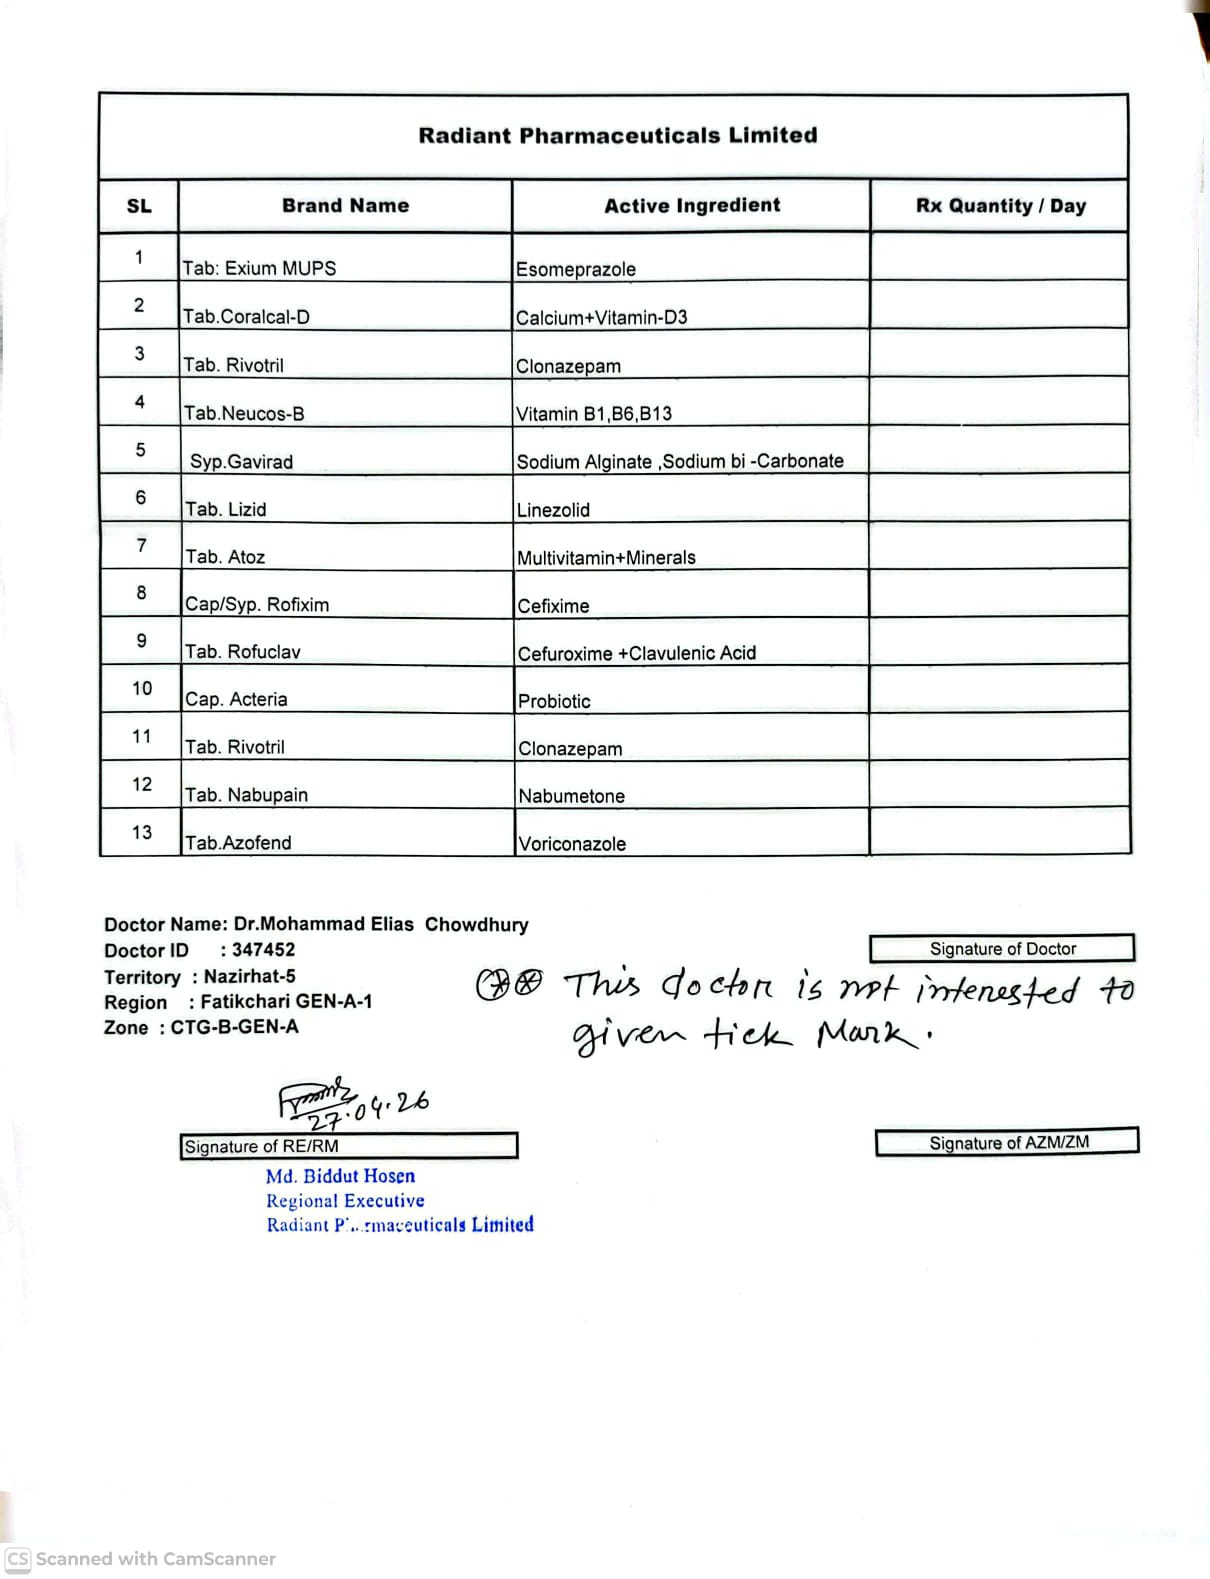 Radiant Pharmaceuticals Limited
SL Brand Name Active Ingredient Rx Quantity / Day
1 Tab: Exium MUPS Esomeprazole
2 Tab.Coralcal-D Calcium+Vitamin-D3
3 Tab. Rivotril Clonazepam
4 Tab.Neucos-B Vitamin B1,B6,B13
5 Syp.Gavirad Sodium Alginate ,Sodium bi -Carbonate
6 Tab. Lizid Linezolid
7 Tab. Atoz Multivitamin+Minerals
8 Cap/Syp. Rofixim Cefixime
9 Tab. Rofuclav Cefuroxime +Clavulenic Acid
10 Cap. Acteria Probiotic
11 Tab. Rivotril Clonazepam
12 Tab. Nabupain Nabumetone
13 Tab.Azofend Voriconazole
Doctor Name: Dr.Mohammad Elias Chowdhury
Doctor ID : 347452
Signature of Doctor
Territory : Nazirhat-5
Region : Fatikchari GEN-A-1
Zone : CTG-B-GEN-A
This doctor is not interested to
given tick Mark.
27.04.26
Signature of RE/RM
Signature of AZM/ZM
Md. Biddut Hosen
Regional Executive
Radiant Limited
CS Scanned with CamScanner